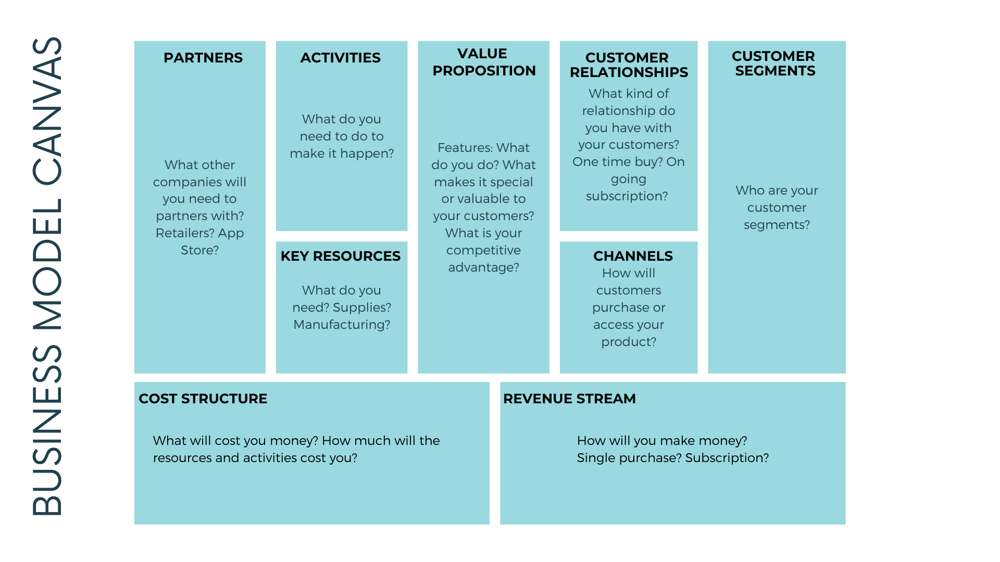 BUSINESS MODEL CANVAS
PARTNERS
What other
companies will
you need to
partners with?
Retailers? App
Store?
ACTIVITIES
What do you
need to do to
make it happen?
KEY RESOURCES
What do you
need? Supplies?
Manufacturing?
VALUE
PROPOSITION
Features: What
do you do? What
makes it special
or valuable to
your customers?
What is your
competitive
advantage?
CUSTOMER
RELATIONSHIPS
What kind of
relationship do
you have with
your customers?
One time buy? On
going
subscription?
CHANNELS
How will
customers
purchase or
access your
product?
CUSTOMER
SEGMENTS
Who are your
customer
segments?
COST STRUCTURE
What will cost you money? How much will the
resources and activities cost you?
REVENUE STREAM
How will you make money?
Single purchase? Subscription?